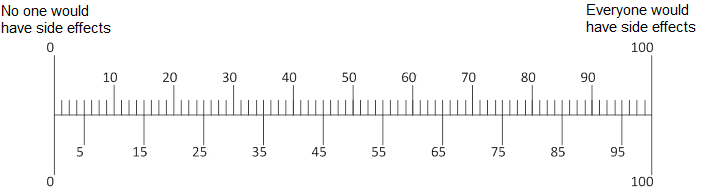 No one would
have side effects
Everyone would
have side effects
0 100
10 20 30 40 50 60 70 80 90
5 15 25 35 45 55 65 75 85 95
0 100